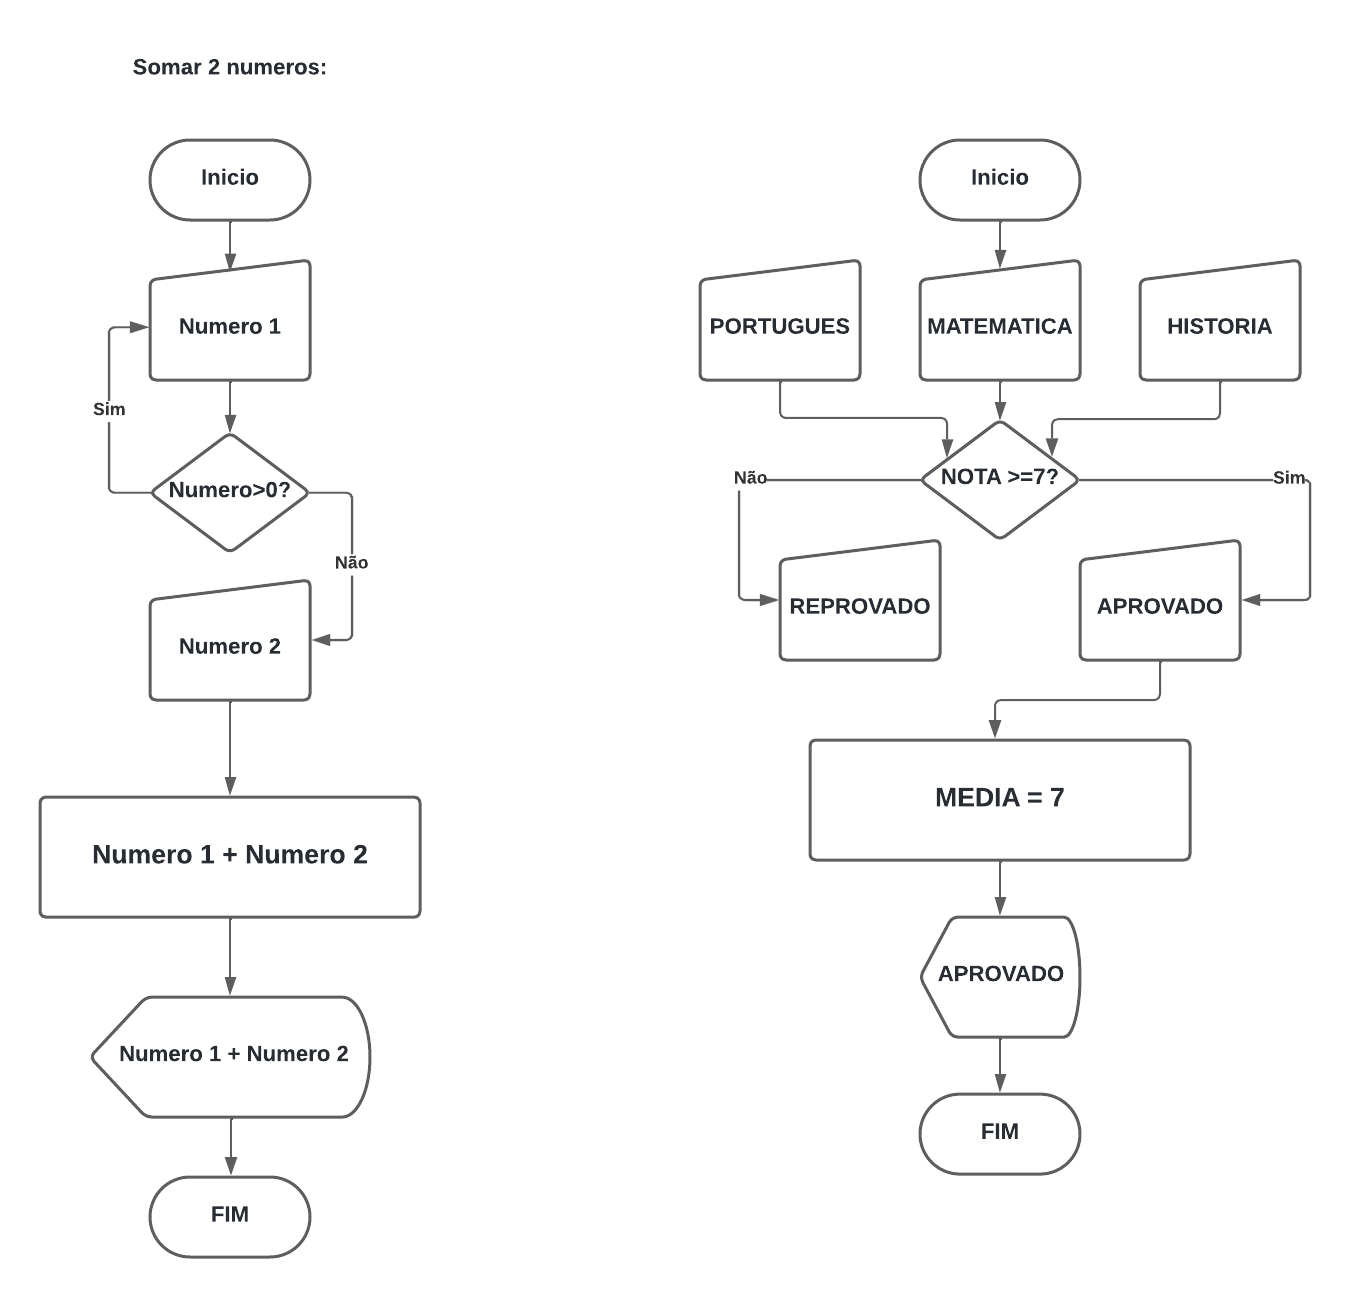 Somar 2 numeros:
Inicio
Numero 1
Sim
Numero>0?
Não
Numero 2
Numero 1 + Numero 2
Numero 1 + Numero 2
FIM
Inicio
PORTUGUES
MATEMATICA
HISTORIA
NOTA >=7?
Não
Sim
REPROVADO
APROVADO
MEDIA = 7
APROVADO
FIM